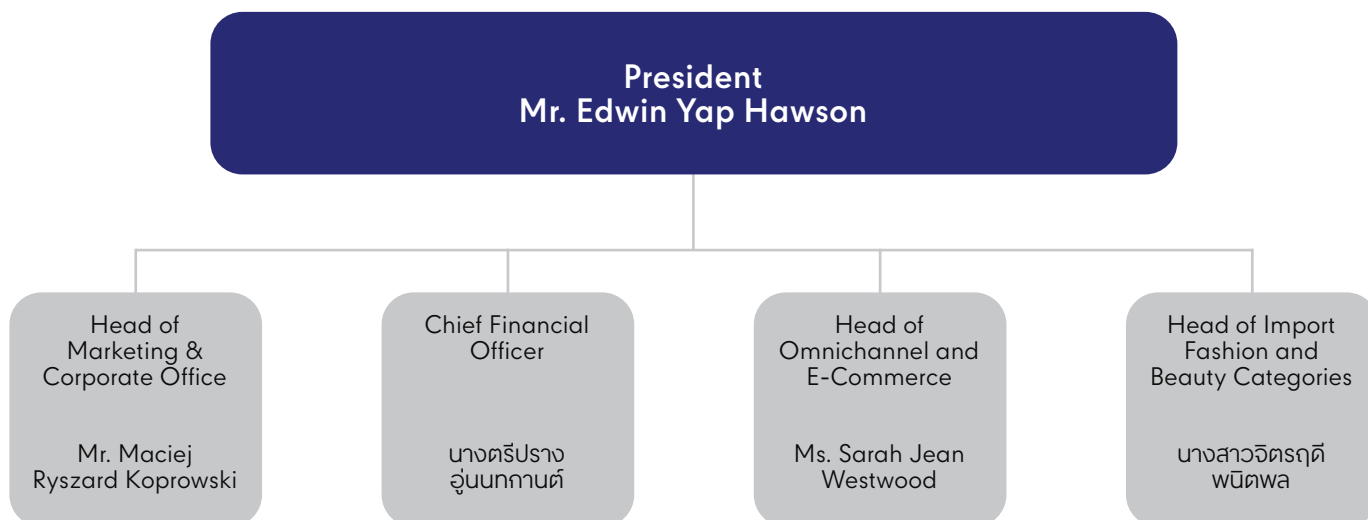 President
Mr. Edwin Yap Hawson
Head of
Marketing &
Corporate Office
Mr. Maciej
Ryszard Koprowski
Chief Financial
Officer
นางตรีปราง
อู่นนทกานต์
Head of
Omnichannel and
E-Commerce
Ms. Sarah Jean
Westwood
Head of Import
Fashion and
Beauty Categories
นางสาวจิตรฤดี
พนิตพล